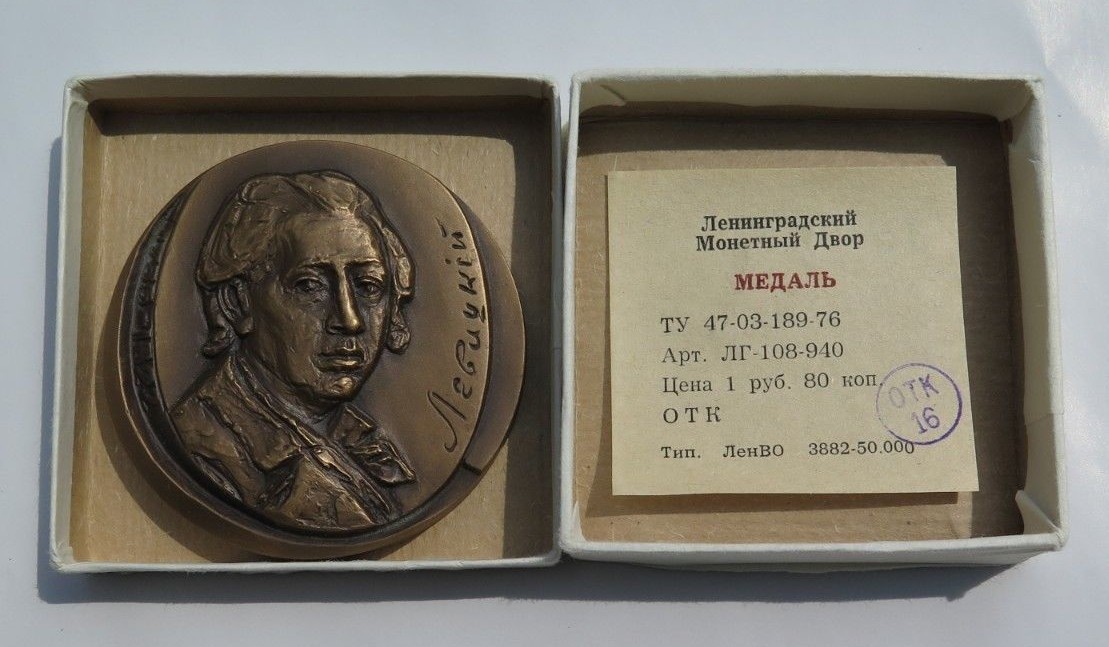 Левицкій
Ленинградский
Монетный Двор
МЕДАЛЬ
ТУ 47-03-189-76
Арт. ЛГ-108-940
Цена 1 руб. 80 коп.
ОТК
Тип. ЛенВО 3882-50.000
ОТК
16